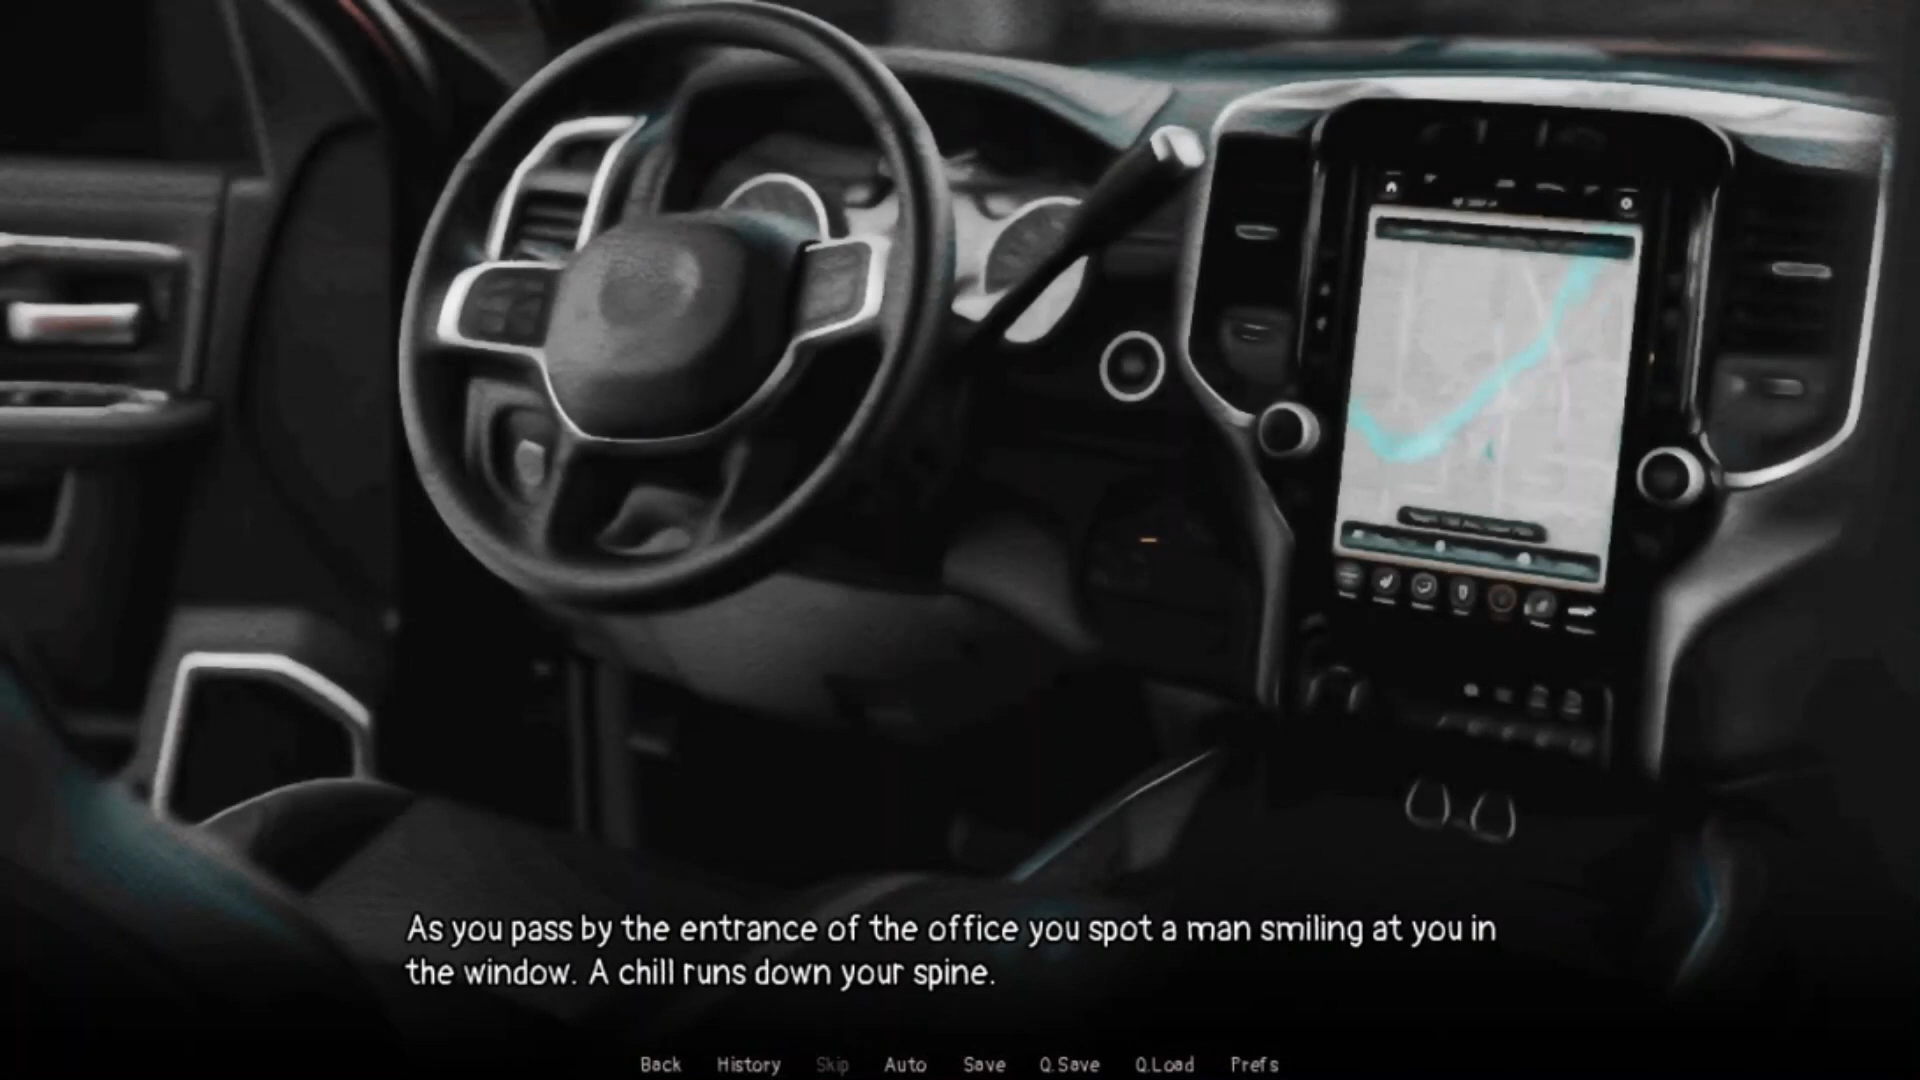 As you pass by the entrance of the office you spot a man smiling at you in
the window. A chill runs down your spine.
Back History Skip Auto Save Q.Save Q.Load Prefs